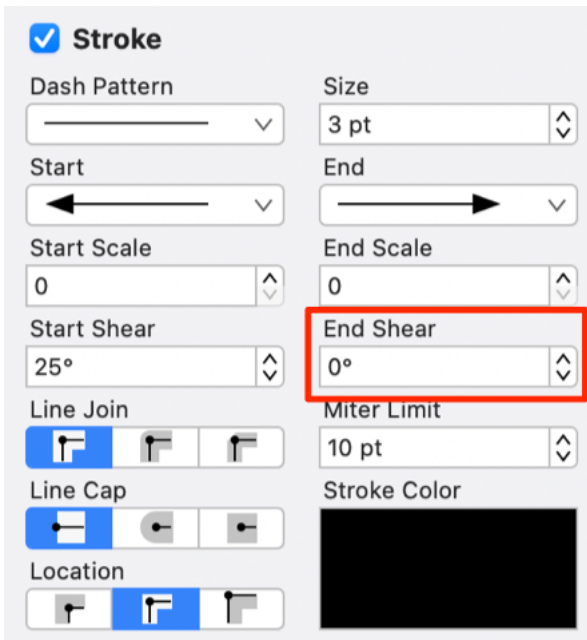 Stroke
Dash Pattern Size
3 pt
Start End
Start Scale End Scale
0 0
Start Shear End Shear
25° 0°
Line Join Miter Limit
10 pt
Line Cap Stroke Color
Location